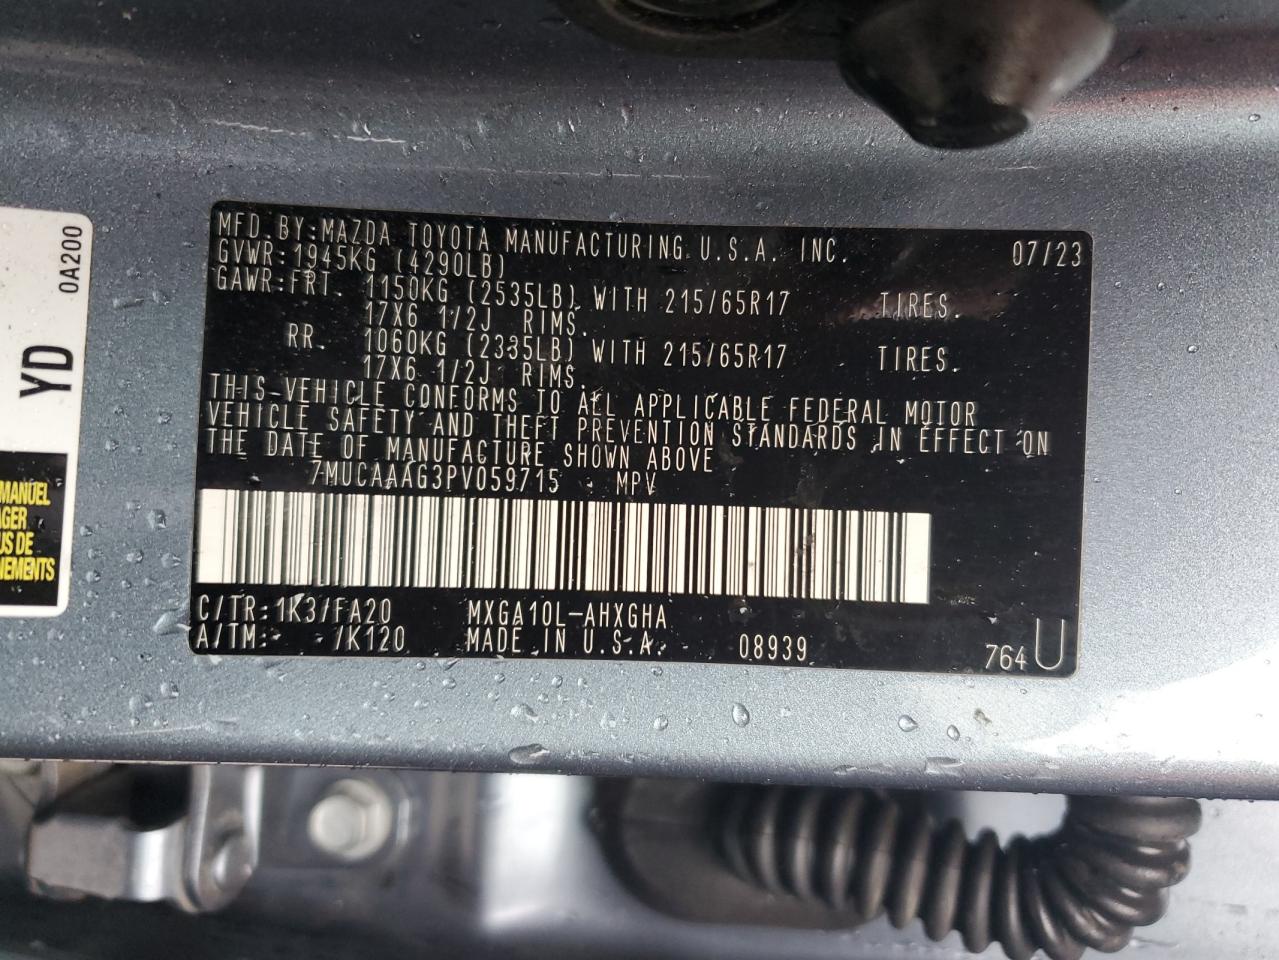 MFD BY:MAZDA TOYOTA MANUFACTURING U.S.A. INC. 07/23
GVWR:1945KG (4290LB)
GAWR:FRT. 1150KG (2535LB) WITH 215/65R17 TIRES.
17X6 1/2J RIMS.
RR. 1060KG (2335LB) WITH 215/65R17 TIRES.
17X6 1/2J RIMS.
THIS VEHICLE CONFORMS TO ALL APPLICABLE FEDERAL MOTOR
VEHICLE SAFETY AND THEFT PREVENTION STANDARDS IN EFFECT ON
THE DATE OF MANUFACTURE SHOWN ABOVE
7MUCAAAG3PV059715 MPV
C/TR:1K3/FA20 MXGA10L-AHXGHA
A/TM: /K120 MADE IN U.S.A. 08939 764U
0A200
YD
MANUEL
AGER
US DE
NEMENTS